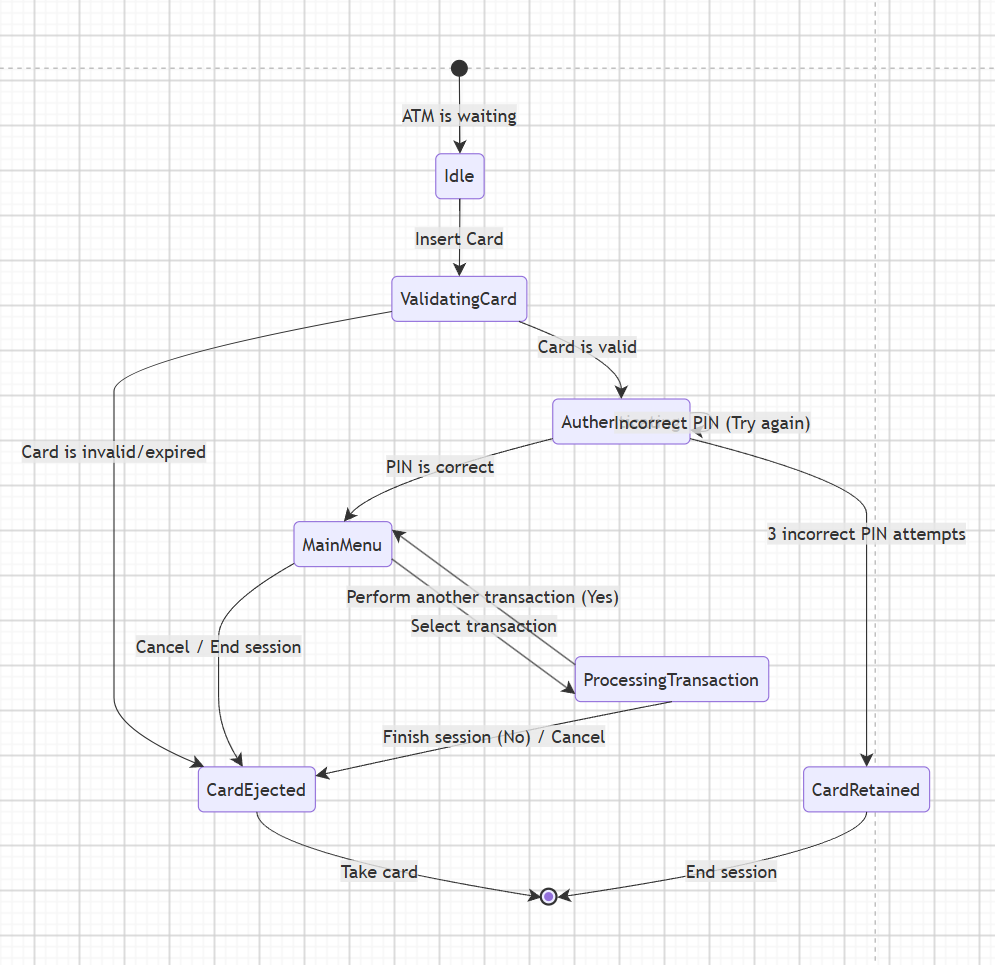 ATM is waiting
Idle
Insert Card
ValidatingCard
Card is valid
Incorrect PIN (Try again)
Card is invalid/expired
PIN is correct
3 incorrect PIN attempts
MainMenu
Perform another transaction (Yes)
Select transaction
Cancel / End session
ProcessingTransaction
Finish session (No) / Cancel
CardEjected
CardRetained
Take card
End session